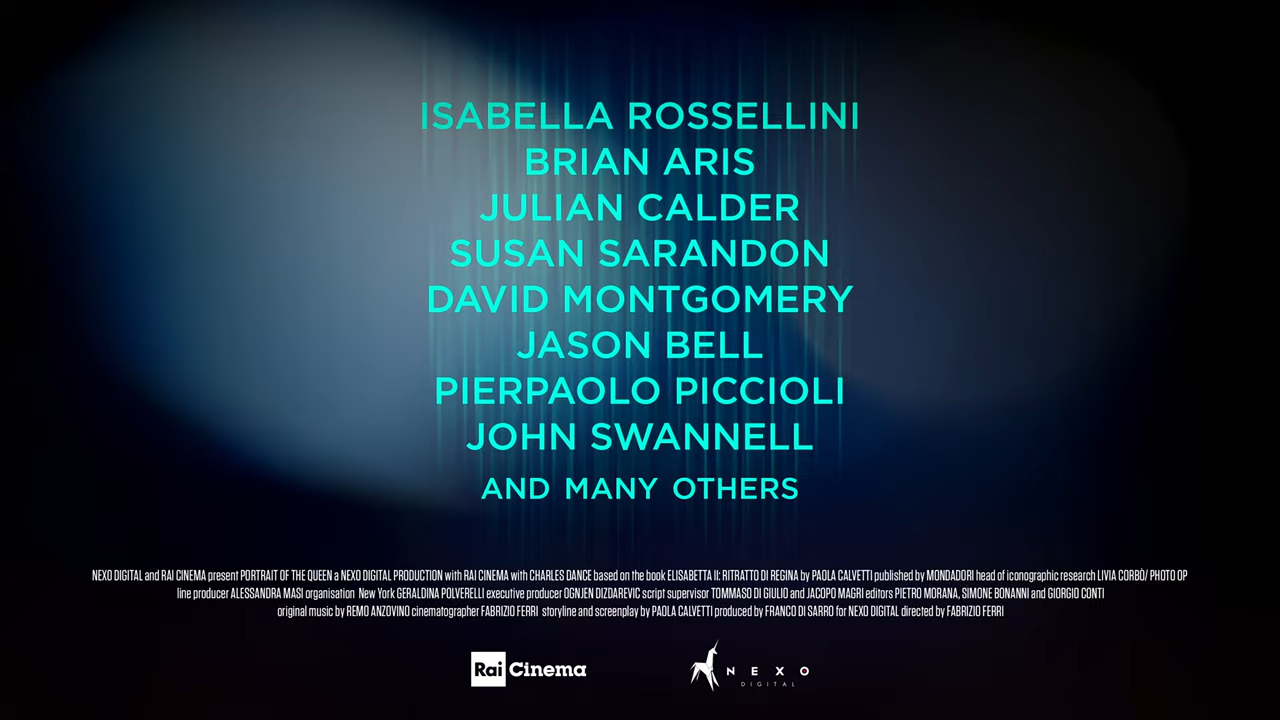 ISABELLA ROSSELLINI
BRIAN ARIS
JULIAN CALDER
SUSAN SARANDON
DAVID MONTGOMERY
JASON BELL
PIERPAOLO PICCIOLI
JOHN SWANNELL
AND MANY OTHERS
NEXO DIGITAL and RAI CINEMA present PORTRAIT OF THE QUEEN a NEXO DIGITAL PRODUCTION with RAI CINEMA with CHARLES DANCE based on the book ELISABETTA II: RITRATTO DI REGINA by PAOLA CALVETTI published by MONDADORI head of iconographic research LIVIA CORBÒ/ PHOTO OP
line producer ALESSANDRA MASI organisation New York GERALDINA POLVERELLI executive producer OGNJEN DIZDAREVIC script supervisor TOMMASO DI GIULIO and JACOPO MAGRI editors PIETRO MORANA, SIMONE BONANNI and GIORGIO CONTI
original music by REMO ANZOVINO cinematographer FABRIZIO FERRI storyline and screenplay by PAOLA CALVETTI produced by FRANCO DI SARRO for NEXO DIGITAL directed by FABRIZIO FERRI
Rai Cinema
NEXO
DIGITAL